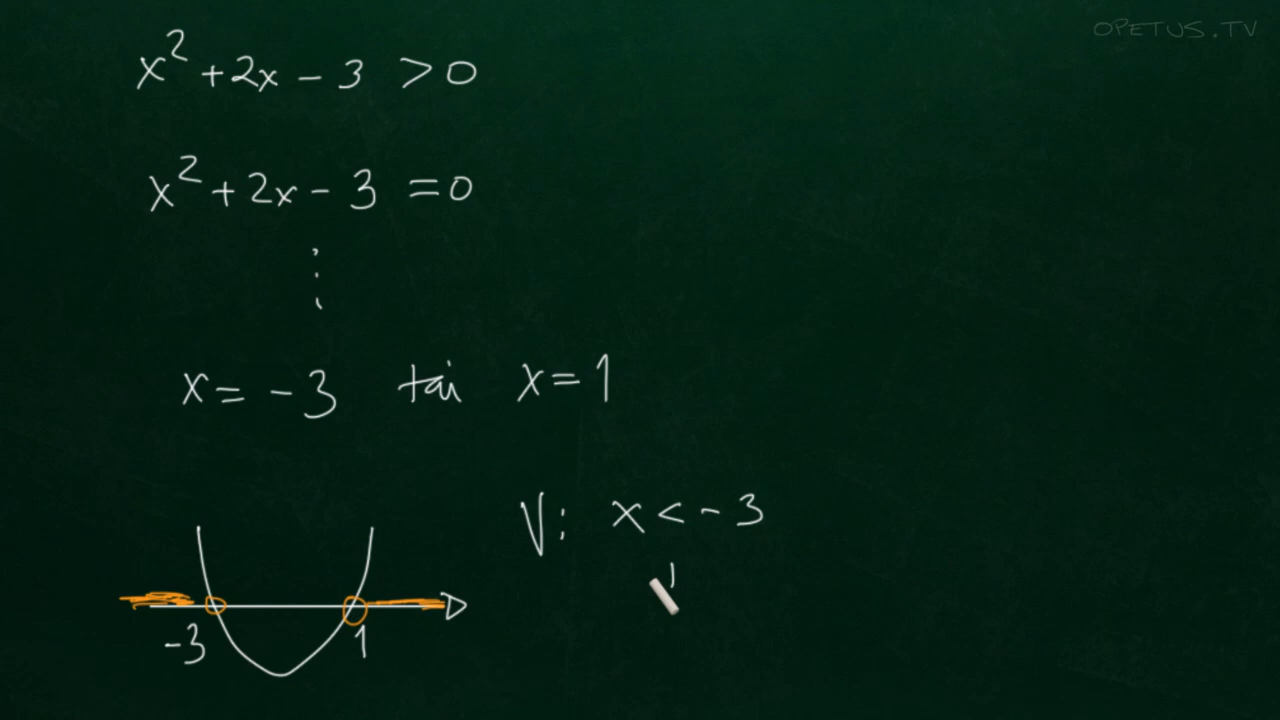 OPETUS.TV
x² + 2x - 3 > 0
x² + 2x - 3 = 0
⋮
x = -3 tai x = 1
V: x < -3
-3 1